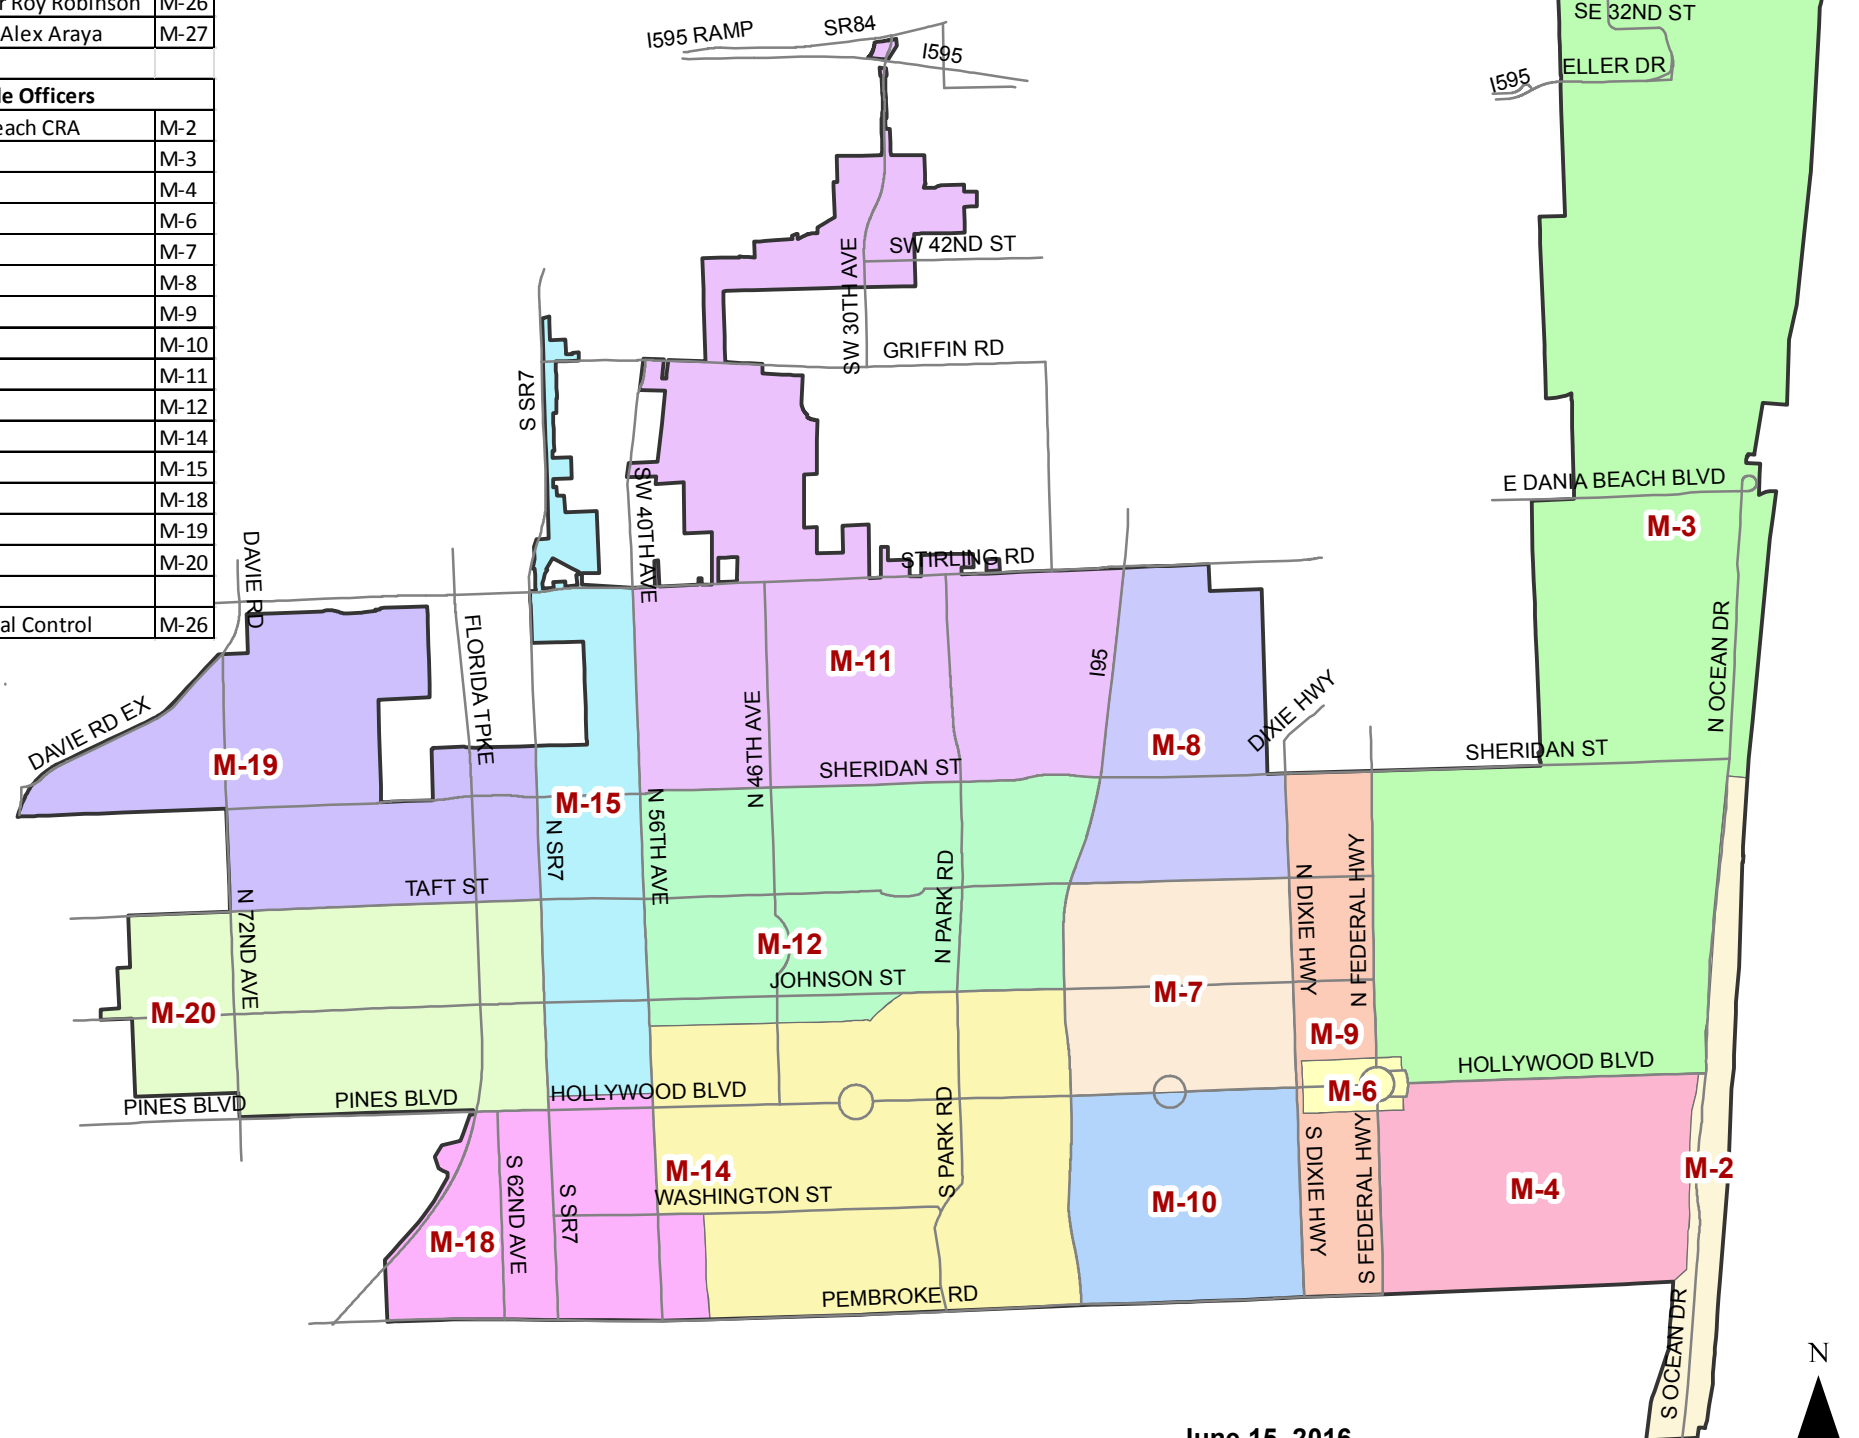 r Roy Robinson M-26
Alex Araya M-27
le Officers
each CRA M-2
M-3
M-4
M-6
M-7
M-8
M-9
M-10
M-11
M-12
M-14
M-15
M-18
M-19
M-20
al Control M-26
I595 RAMP
SR84
I595
SE 32ND ST
I595
ELLER DR
SW 42ND ST
SW 30TH AVE
GRIFFIN RD
S SR7
SW 40TH AVE
E DANIA BEACH BLVD
M-3
STIRLING RD
DAVIE RD
FLORIDA TPKE
M-11
I95
N OCEAN DR
DAVIE RD EX
M-19
N 46TH AVE
SHERIDAN ST
M-8
DIXIE HWY
SHERIDAN ST
M-15
N SR7
N 56TH AVE
TAFT ST
N 72ND AVE
N PARK RD
N DIXIE HWY
N FEDERAL HWY
M-12
JOHNSON ST
M-7
M-20
M-9
PINES BLVD
PINES BLVD
HOLLYWOOD BLVD
M-6
HOLLYWOOD BLVD
M-14
WASHINGTON ST
S PARK RD
M-10
S DIXIE HWY
S FEDERAL HWY
M-4
M-2
M-18
S 62ND AVE
S SR7
PEMBROKE RD
S OCEAN DR
N
June 15, 2016